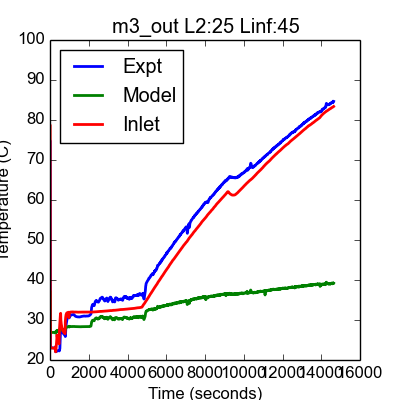 m3_out L2:25 Linf:45
100
90
80
70
60
50
40
30
20
Expt
Model
Inlet
Temperature (C)
0 2000 4000 6000 8000 10000 12000 14000 16000
Time (seconds)